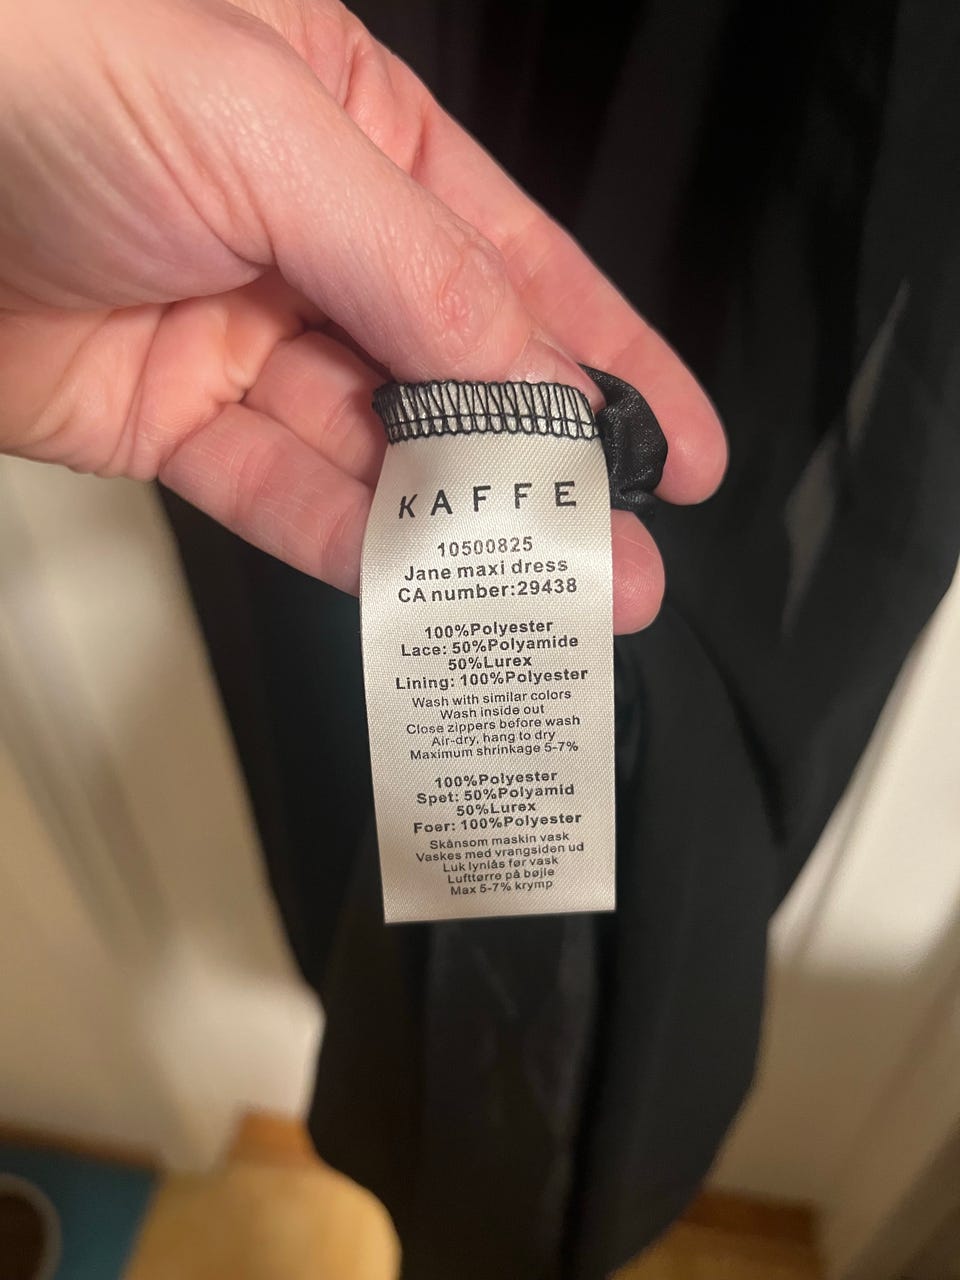 KAFFE
10500825
Jane maxi dress
CA number:29438
100%Polyester
Lace: 50%Polyamide
50%Lurex
Lining: 100%Polyester
Wash with similar colors
Wash inside out
Close zippers before wash
Air-dry, hang to dry
Maximum shrinkage 5-7%
100%Polyester
Spet: 50%Polyamid
50%Lurex
Foer: 100%Polyester
Skånsom maskin vask
Vaskes med vrangsiden ud
Luk lynlås før vask
Lufttørre på bøjle
Max 5-7% krymp